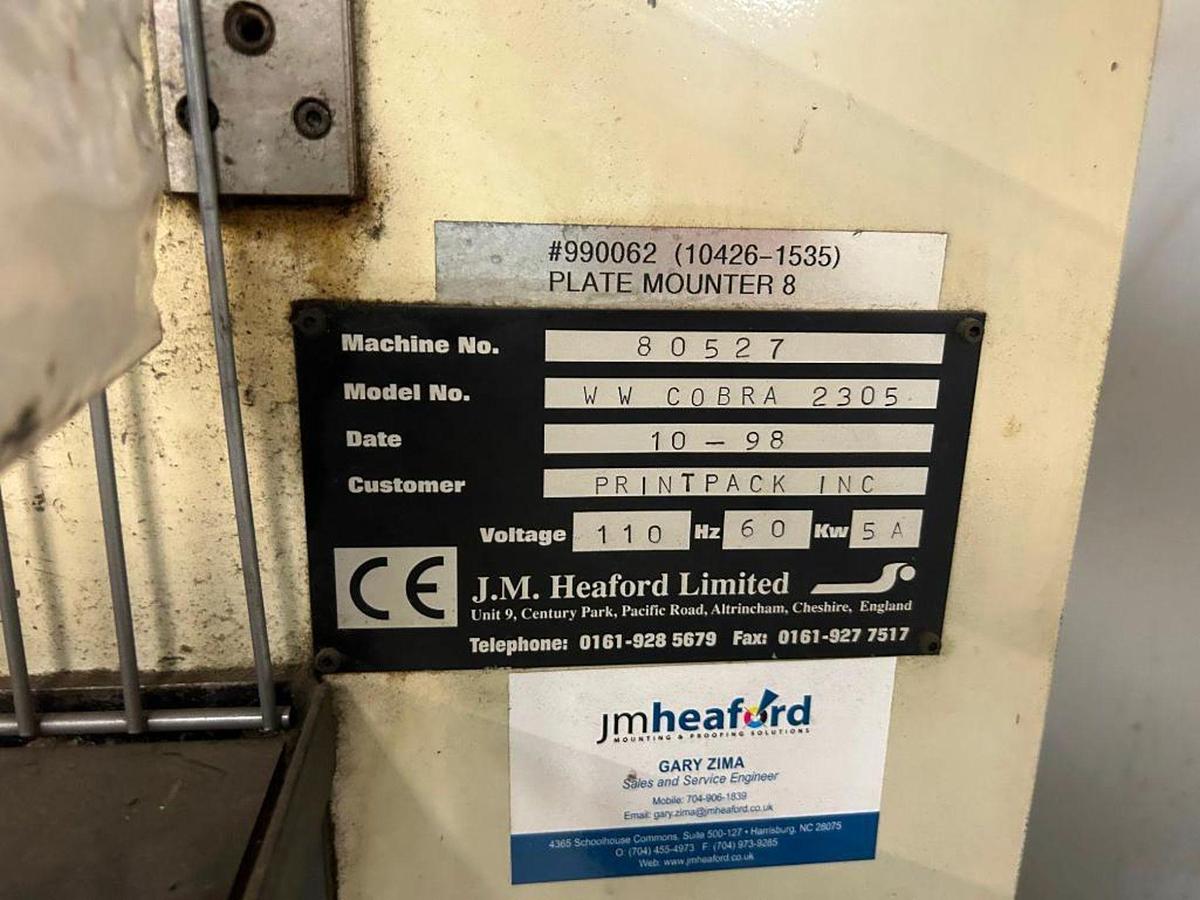 #990062 (10426-1535)
PLATE MOUNTER 8
Machine No. 80527
Model No. WW COBRA 2305
Date 10-98
Customer PRINTPACK INC
Voltage 110 Hz 60 Kw 5A
CE
J.M. Heaford Limited
Unit 9, Century Park, Pacific Road, Altrincham, Cheshire, England
Telephone: 0161-928 5679 Fax: 0161-927 7517
jmheaford
MOUNTING & PROOFING SOLUTIONS
GARY ZIMA
Sales and Service Engineer
Mobile: 704-906-1839
Email: gary.zima@jmheaford.co.uk
4365 Schoolhouse Commons, Suite 500-127 • Harrisburg, NC 28075
O: (704) 455-4973 F: (704) 973-9285
Web: www.jmheaford.co.uk